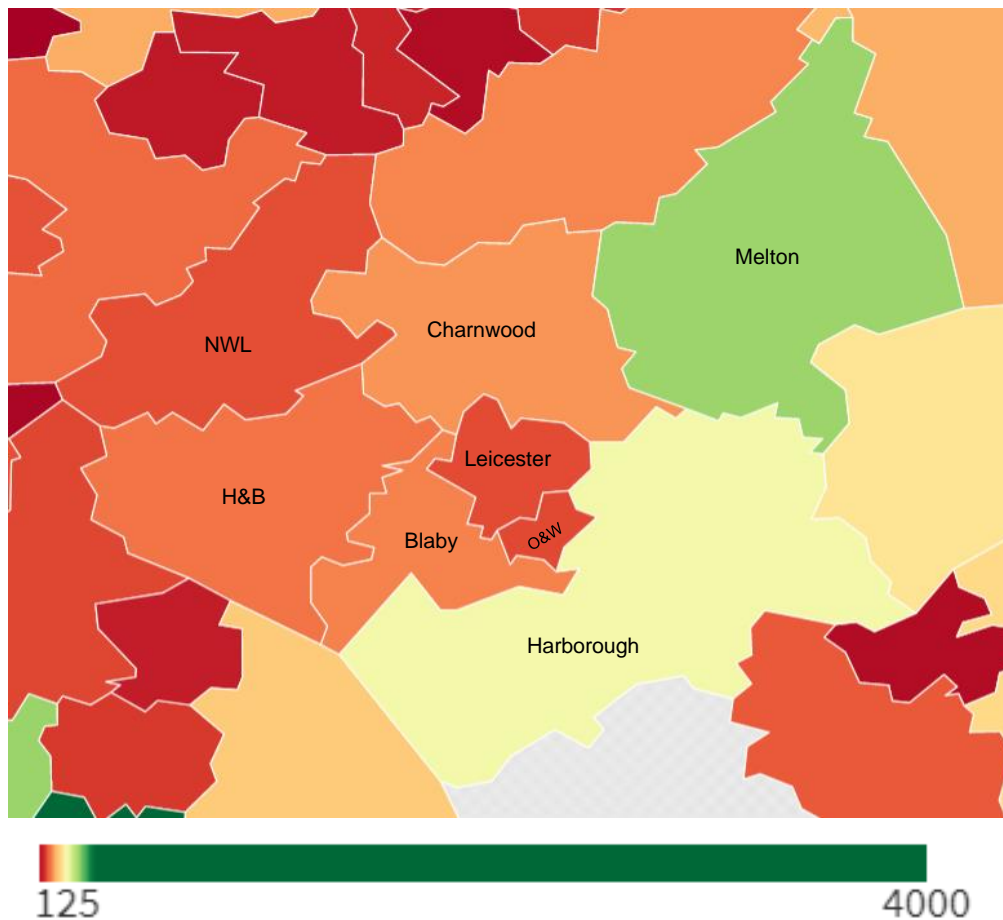 Melton
Charnwood
NWL
Leicester
H&B
O&W
Blaby
Harborough
125 4000